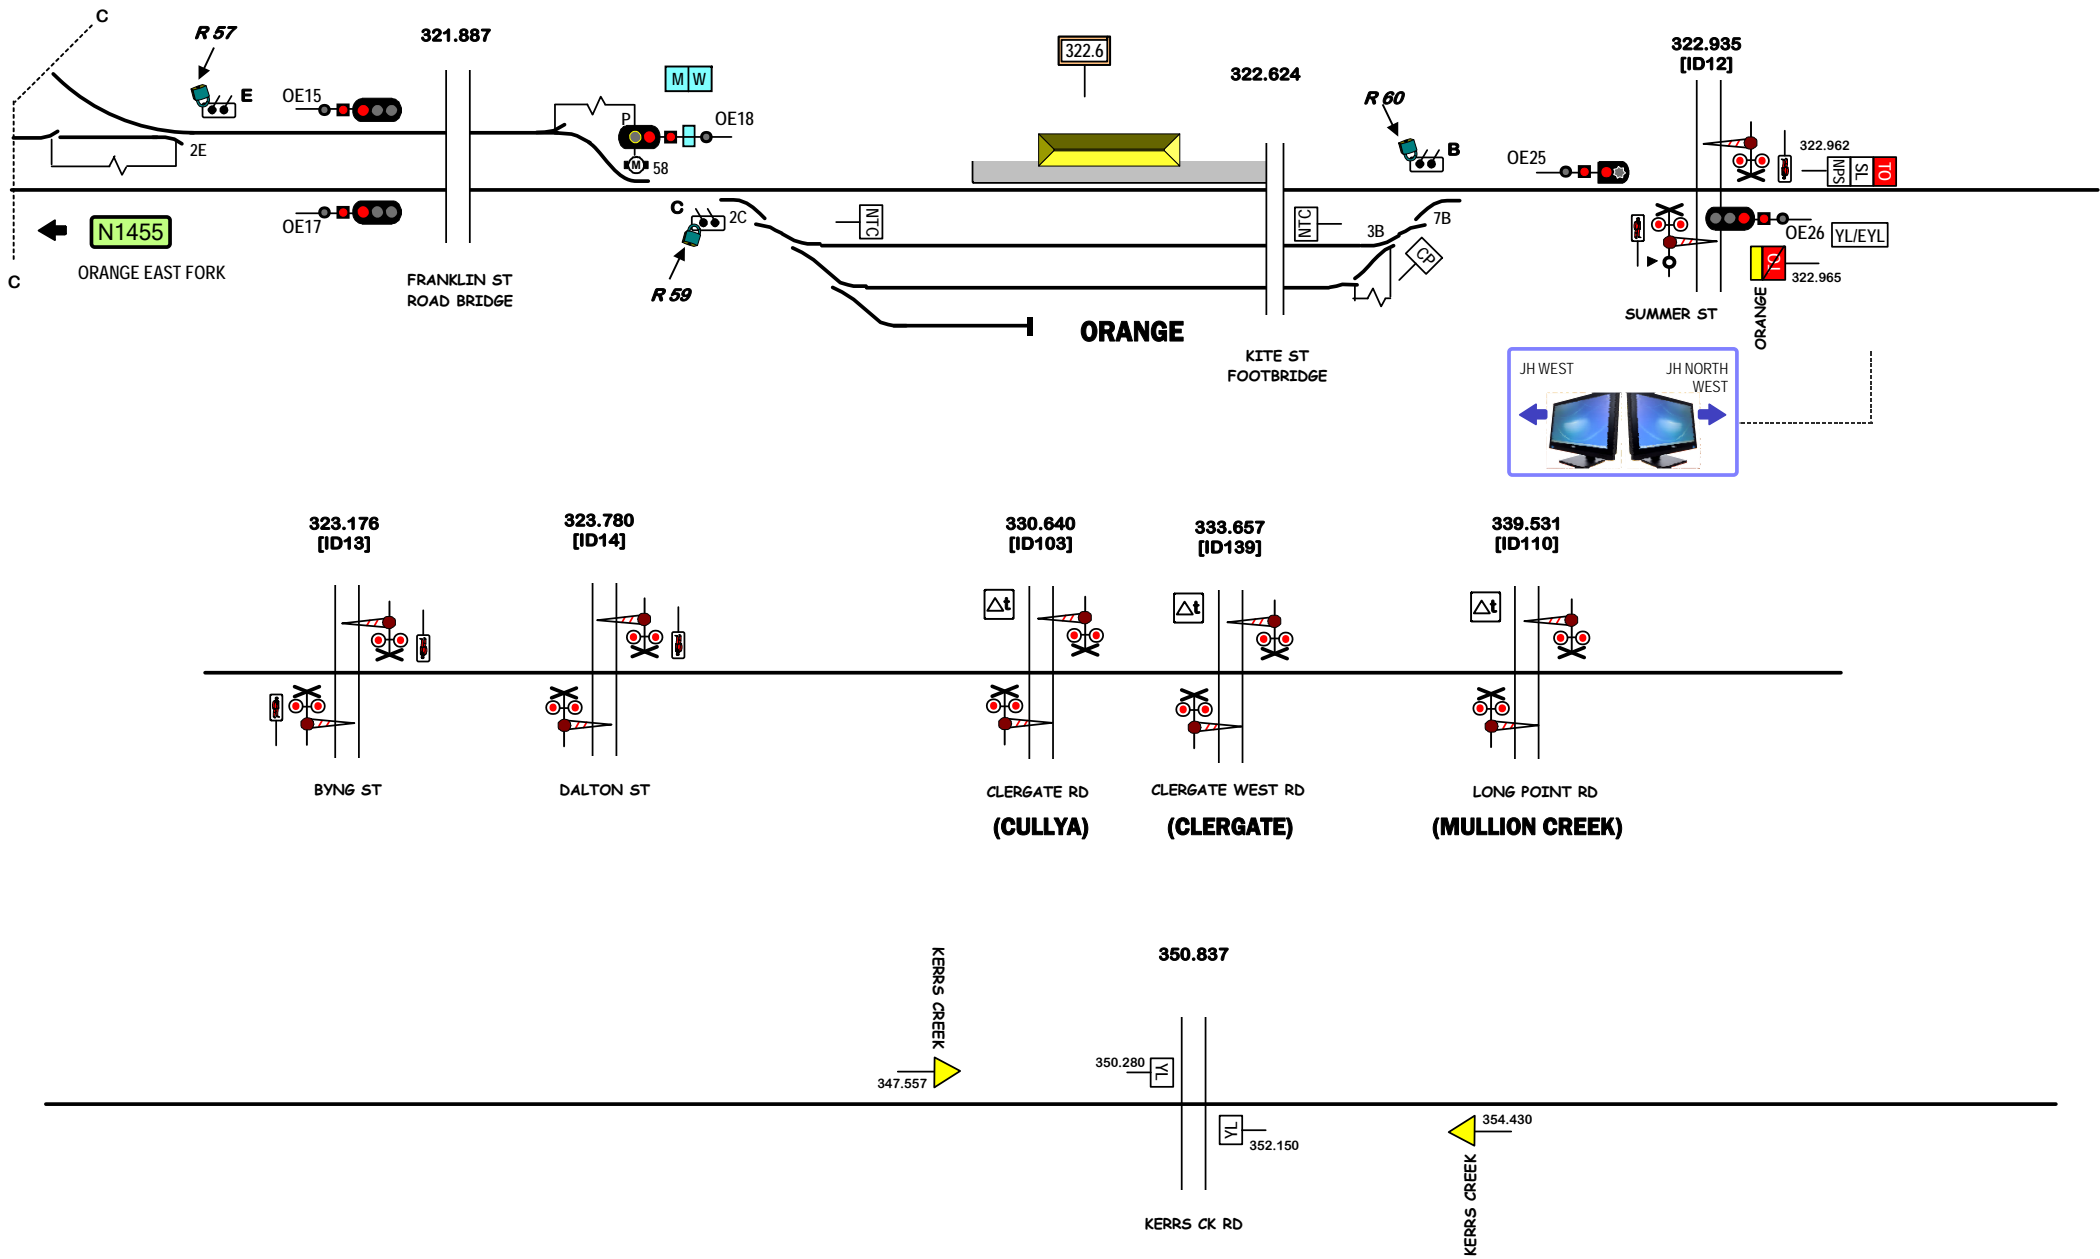 C
R 57
321.887
322.6
322.624
322.935
[ID12]
M W
R 60
E
OE15
P
OE18
B
OE25
322.962
NPS
SL
TO
2E
58
C
2C
NTC
NTC
3B
7B
CP
OE17
N1455
ORANGE EAST FORK
C
FRANKLIN ST
ROAD BRIDGE
R 59
ORANGE
KITE ST
FOOTBRIDGE
OE26
YL/EYL
322.965
ORANGE
SUMMER ST
JH WEST
JH NORTH
WEST
323.176
[ID13]
323.780
[ID14]
330.640
[ID103]
333.657
[ID139]
339.531
[ID110]
Δt
Δt
Δt
BYNG ST
DALTON ST
CLERGATE RD
CLERGATE WEST RD
LONG POINT RD
(CULLYA)
(CLERGATE)
(MULLION CREEK)
KERRS CREEK
350.837
347.557
350.280
YL
YL
352.150
354.430
KERRS CREEK
KERRS CK RD
M